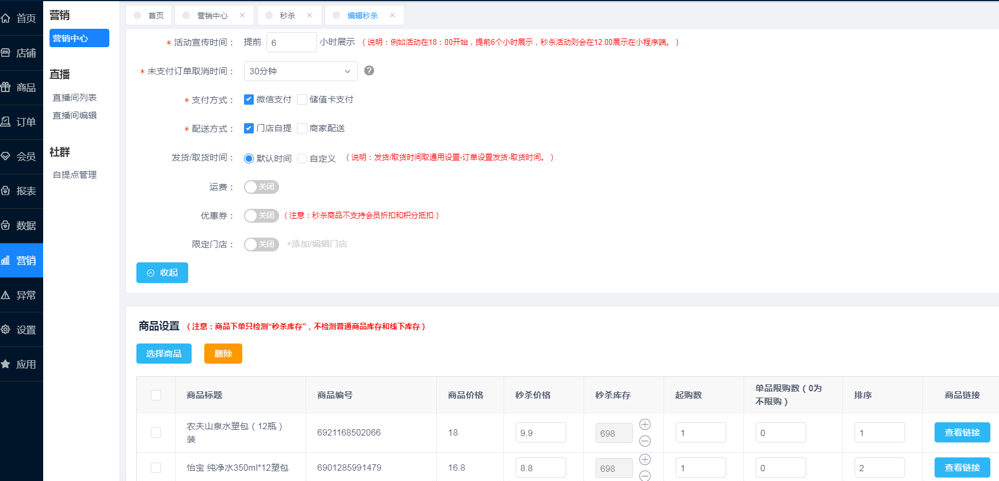 首页
店铺
商品
订单
会员
报表
数据
营销
异常
设置
应用
营销
营销中心
直播
直播间列表
直播间编辑
社群
自提点管理
首页 营销中心 × 秒杀 × 编辑秒杀 ×
* 活动宣传时间： 提前 6 小时展示 （说明：例如活动在18：00开始，提前6个小时展示，秒杀活动则会在12:00展示在小程序端。）
* 未支付订单取消时间： 30分钟 ?
* 支付方式： 微信支付 储值卡支付
* 配送方式： 门店自提 商家配送
发货/取货时间： 默认时间 自定义 （说明：发货/取货时间取通用设置-订单设置发货-取货时间。）
运费： 关闭
优惠券： 关闭 （注意：秒杀商品不支持会员折扣和积分抵扣）
限定门店： 关闭 +添加/编辑门店
收起
商品设置 （注意：商品下单只检测“秒杀库存”，不检测普通商品库存和线下库存）
选择商品 删除
商品标题 商品编号 商品价格 秒杀价格 秒杀库存 起购数 单品限购数（0为 排序 商品链接
不限购）
农夫山泉水塑包（12瓶） 6921168502066 18 9.9 698 1 0 1 查看链接
装
怡宝 纯净水350ml*12塑包 6901285991479 16.8 8.8 698 1 0 2 查看链接